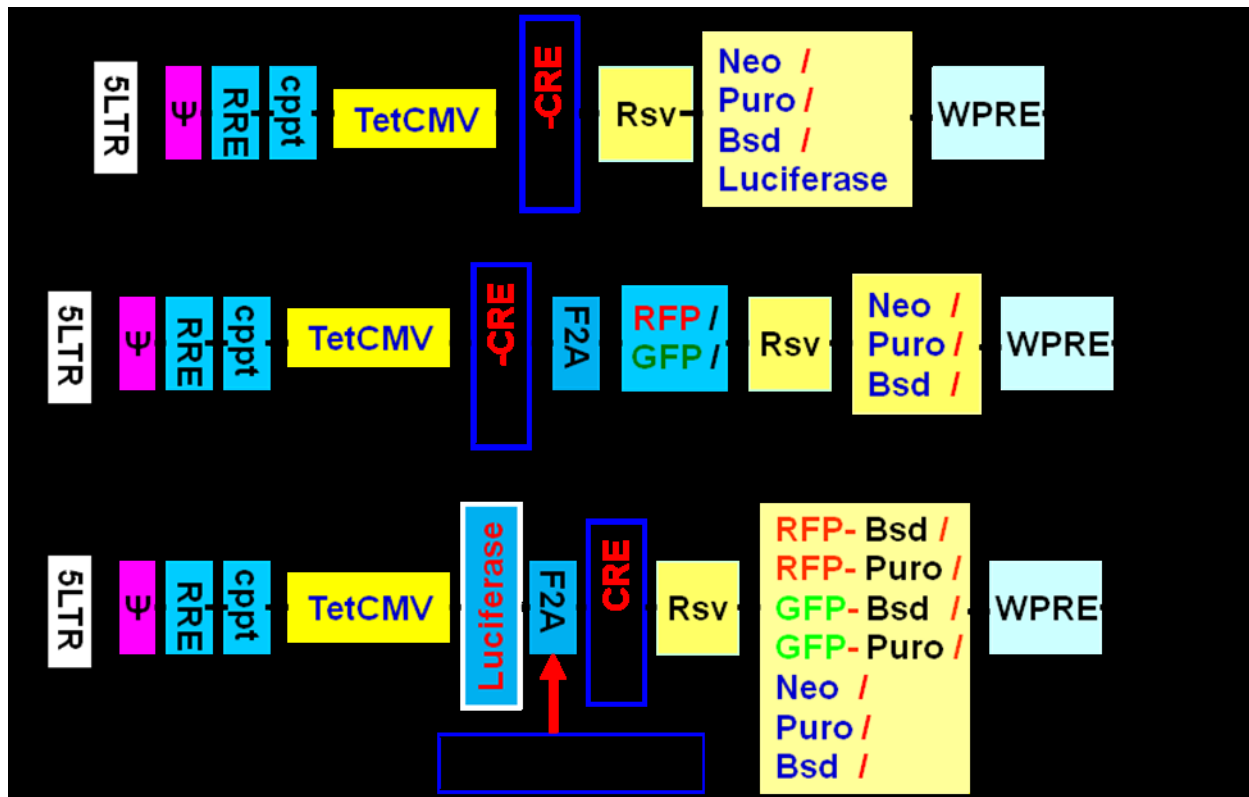 5LTR
Ψ
RRE
cppt
TetCMV
-CRE
Rsv
Neo /
Puro /
Bsd /
Luciferase
WPRE
5LTR
Ψ
RRE
cppt
TetCMV
-CRE
F2A
RFP /
GFP /
Rsv
Neo /
Puro /
Bsd /
WPRE
5LTR
Ψ
RRE
cppt
TetCMV
Luciferase
F2A
CRE
Rsv
RFP- Bsd /
RFP- Puro /
GFP- Bsd /
GFP- Puro /
Neo /
Puro /
Bsd /
WPRE